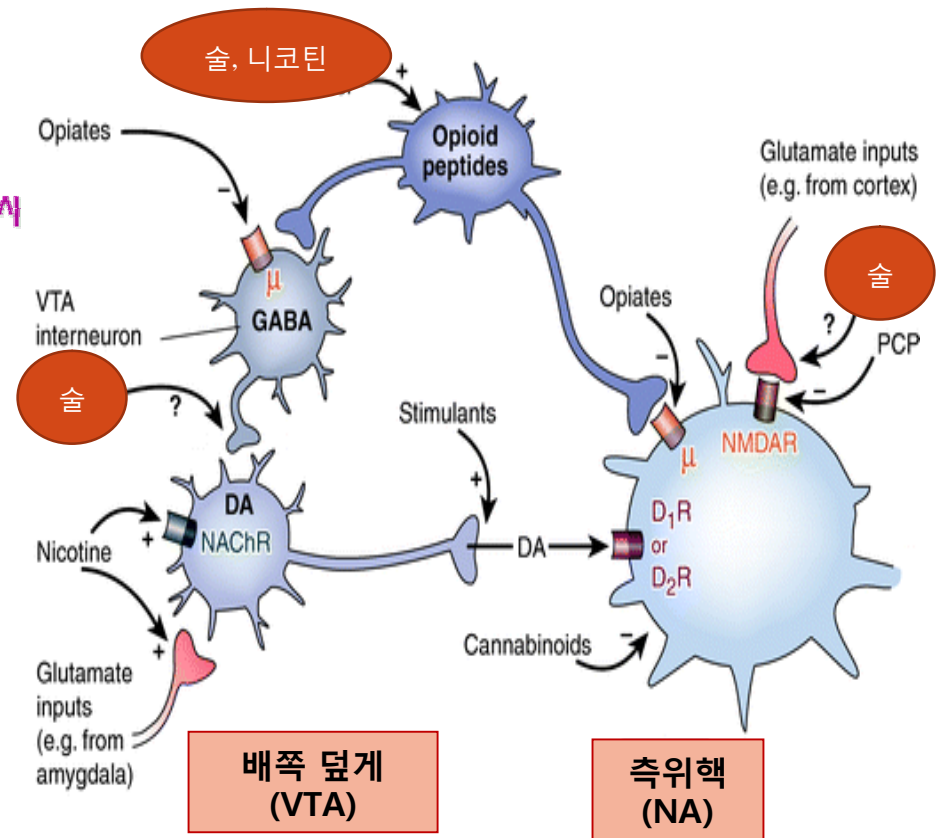 술, 니코틴
+
Opiates
Opioid
peptides
Glutamate inputs
(e.g. from cortex)
–
μ
GABA
VTA
interneuron
술
?
Opiates
–
μ
술
?
PCP
–
NMDAR
Stimulants
+
DA
NAChR
Nicotine
+
+
DA
D₁R
or
D₂R
Cannabinoids
–
Glutamate
inputs
(e.g. from
amygdala)
배쪽 덮게
(VTA)
측위핵
(NA)